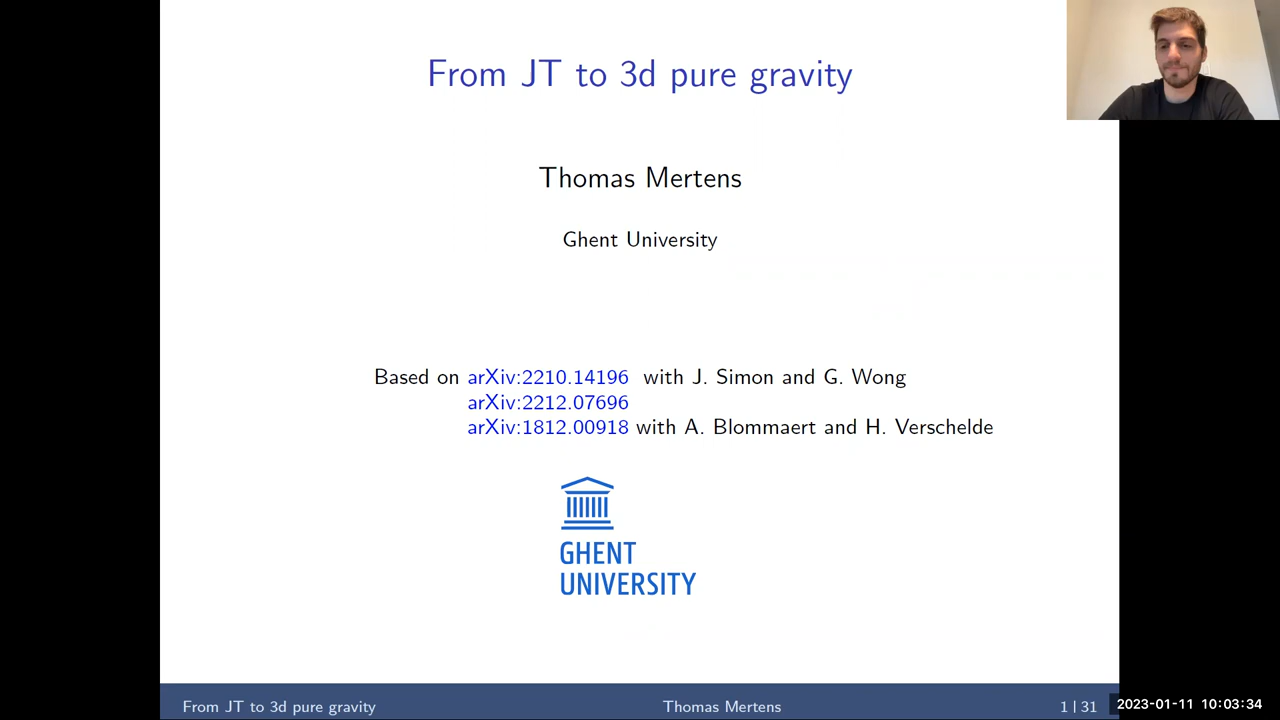 From JT to 3d pure gravity
Thomas Mertens
Ghent University
Based on arXiv:2210.14196 with J. Simon and G. Wong
arXiv:2212.07696
arXiv:1812.00918 with A. Blommaert and H. Verschelde
GHENT
UNIVERSITY
From JT to 3d pure gravity Thomas Mertens 1 | 31
2023-01-11 10:03:34